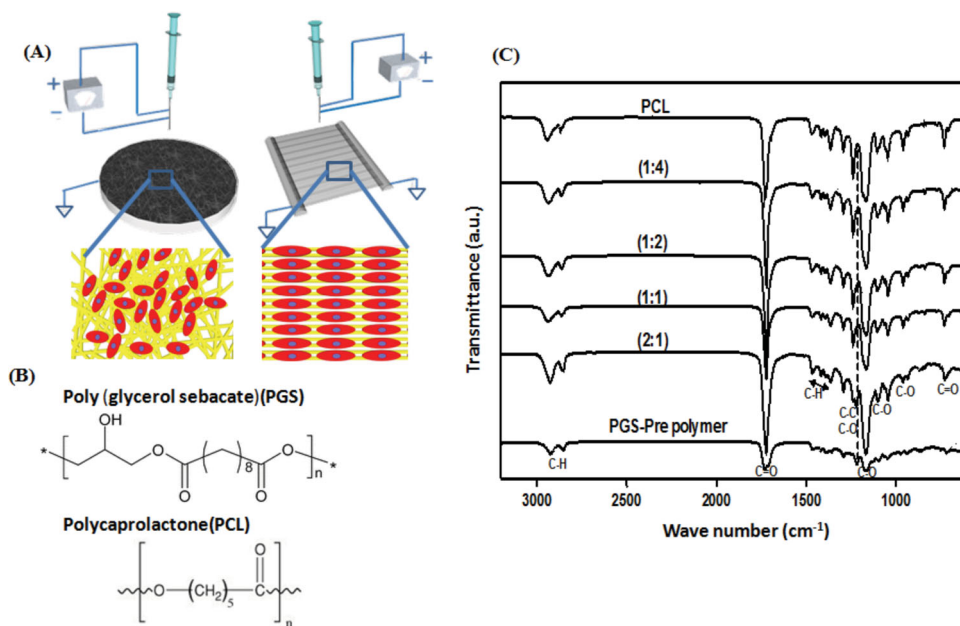 (A)
+
−
+
−
(B)
Poly (glycerol sebacate)(PGS)
OH
*
O
O
O
O
8
n
*
Polycaprolactone(PCL)
O
O
(CH2)5
C
n
(C)
Transmittance (a.u.)
PCL
(1:4)
(1:2)
(1:1)
(2:1)
PGS-Pre polymer
C-H
C-C
C-O
C-O
C-O
C=O
C-H
C=O
C-O
3000 2500 2000 1500 1000
Wave number (cm-1)